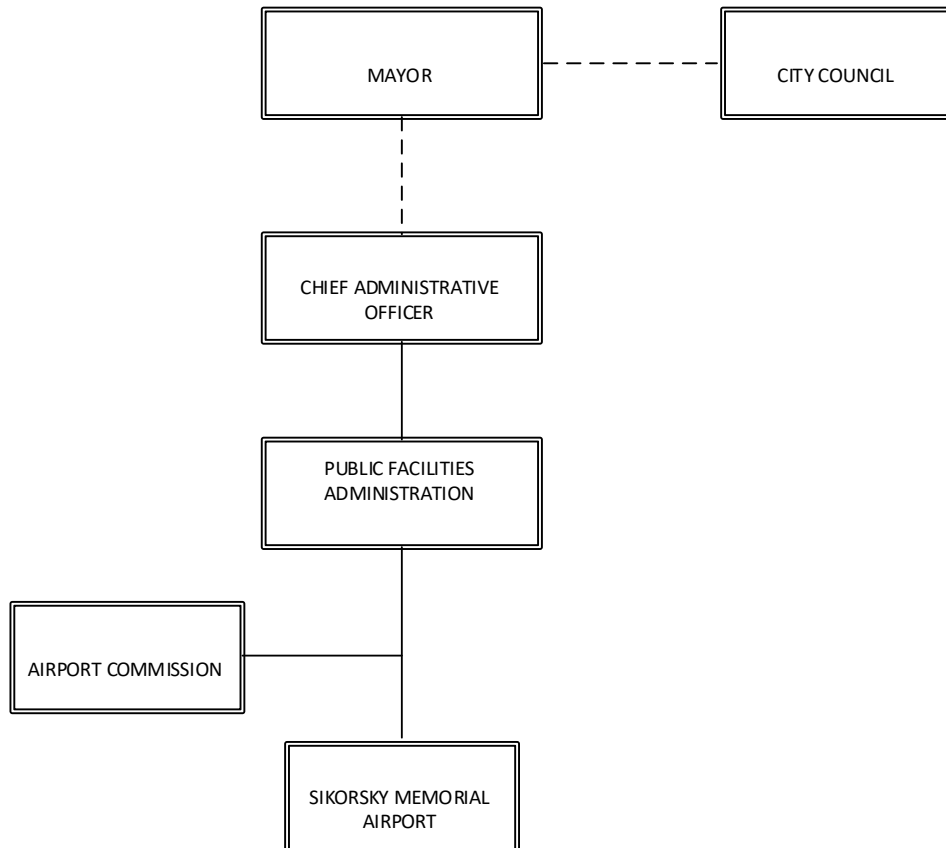 MAYOR
CITY COUNCIL
CHIEF ADMINISTRATIVE
OFFICER
PUBLIC FACILITIES
ADMINISTRATION
AIRPORT COMMISSION
SIKORSKY MEMORIAL
AIRPORT